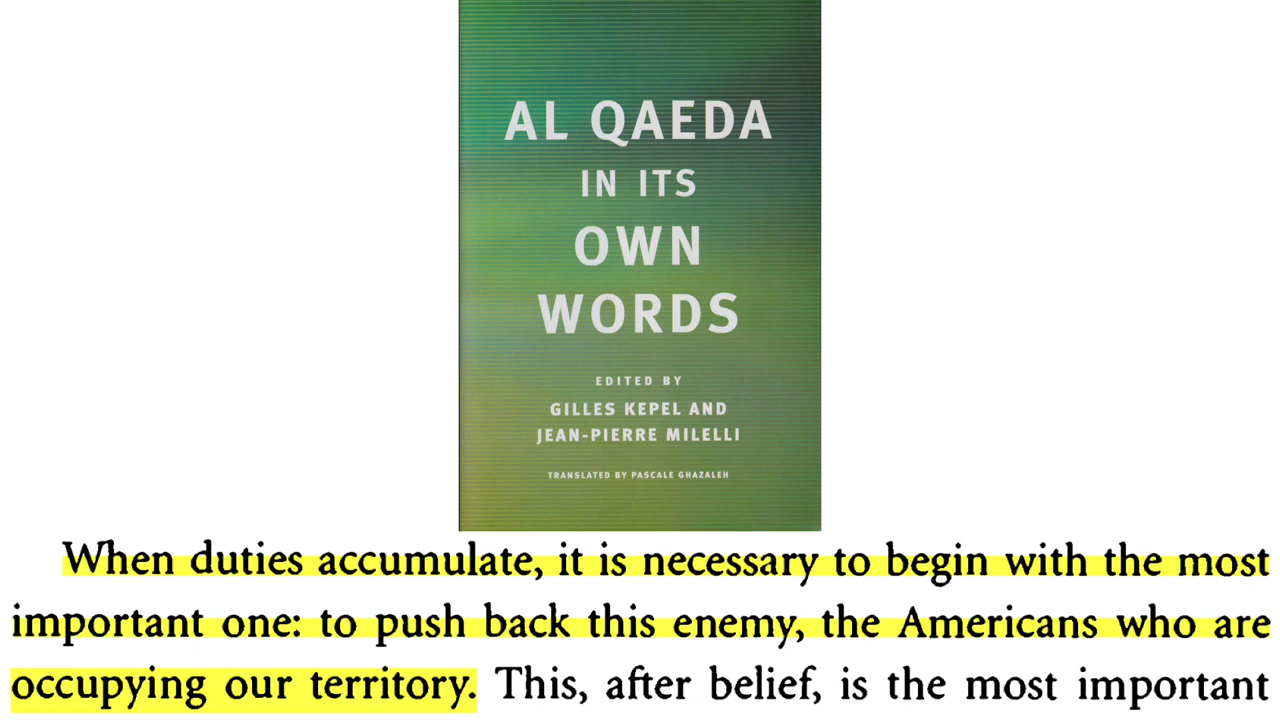 AL QAEDA
IN ITS
OWN
WORDS
EDITED BY
GILLES KEPEL AND
JEAN-PIERRE MILELLI
TRANSLATED BY PASCALE GHAZALEH
When duties accumulate, it is necessary to begin with the most
important one: to push back this enemy, the Americans who are
occupying our territory. This, after belief, is the most important